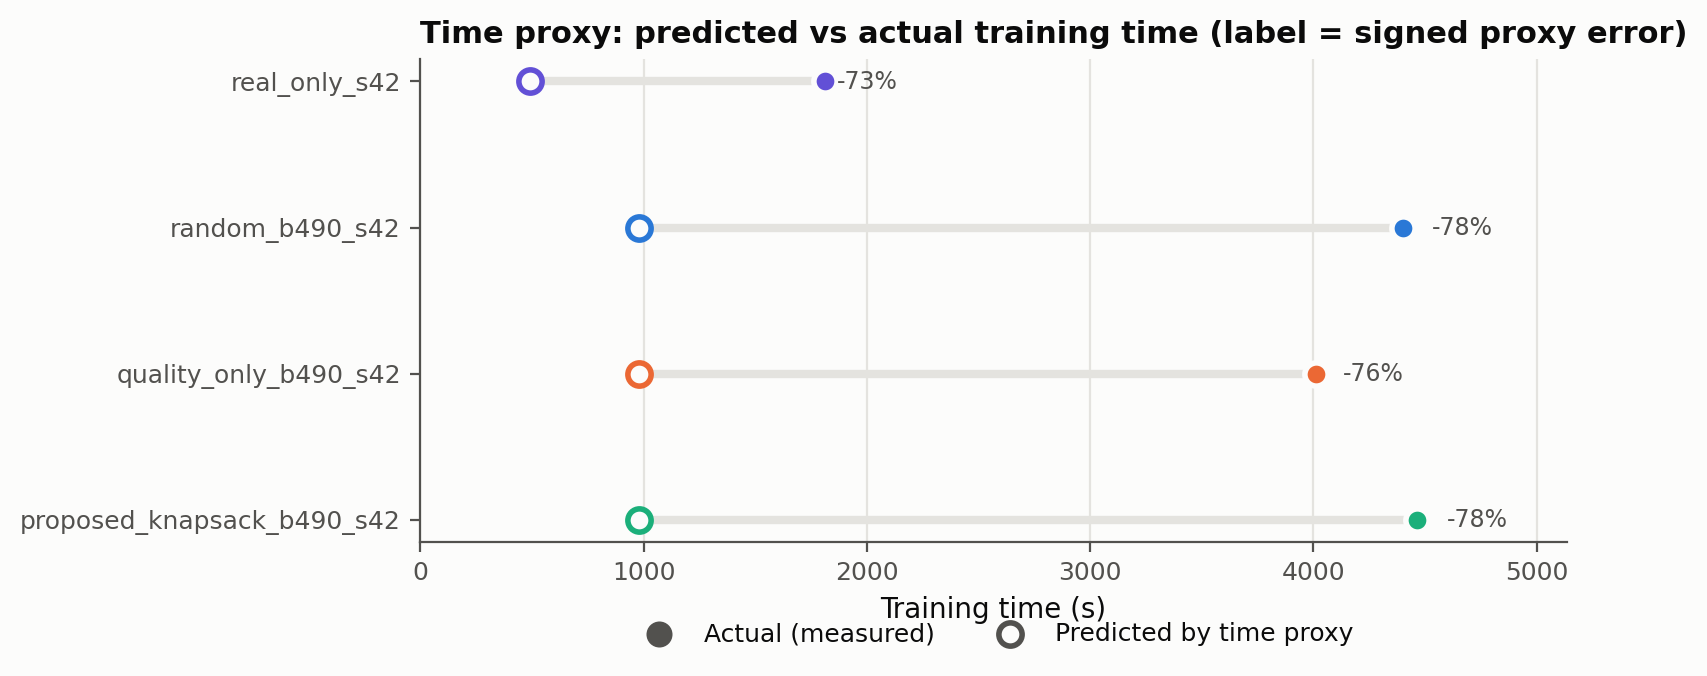 Time proxy: predicted vs actual training time (label = signed proxy error)
real_only_s42
-73%
random_b490_s42
-78%
quality_only_b490_s42
-76%
proposed_knapsack_b490_s42
-78%
0 1000 2000 3000 4000 5000
Training time (s)
Actual (measured) Predicted by time proxy